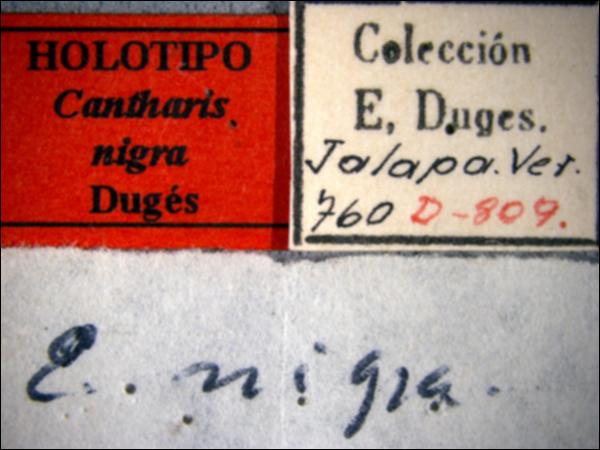 HOLOTIPO
Cantharis
nigra
Dugés
Colección
E. Duges.
Jalapa. Ver.
760 D-809.
E. nigra.